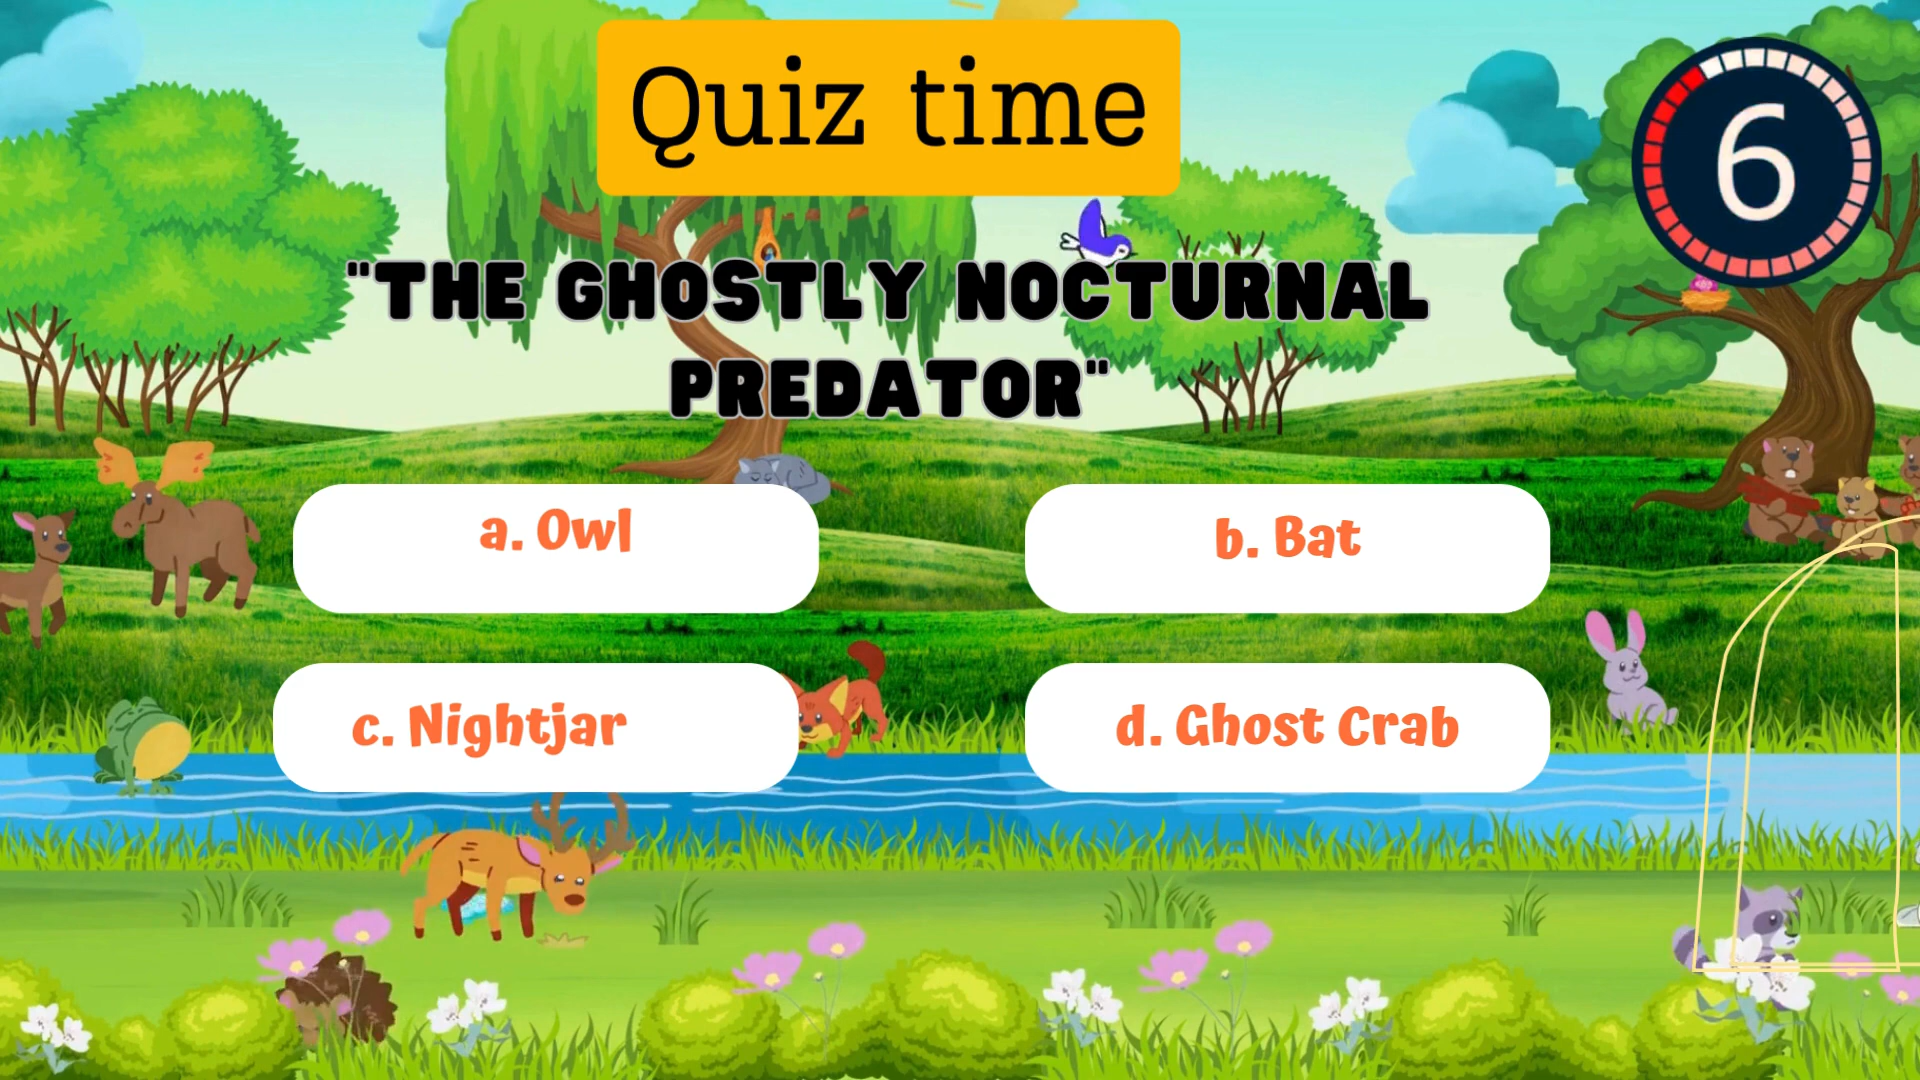 Quiz time
6
"THE GHOSTLY NOCTURNAL
PREDATOR"
a. Owl
b. Bat
c. Nightjar
d. Ghost Crab